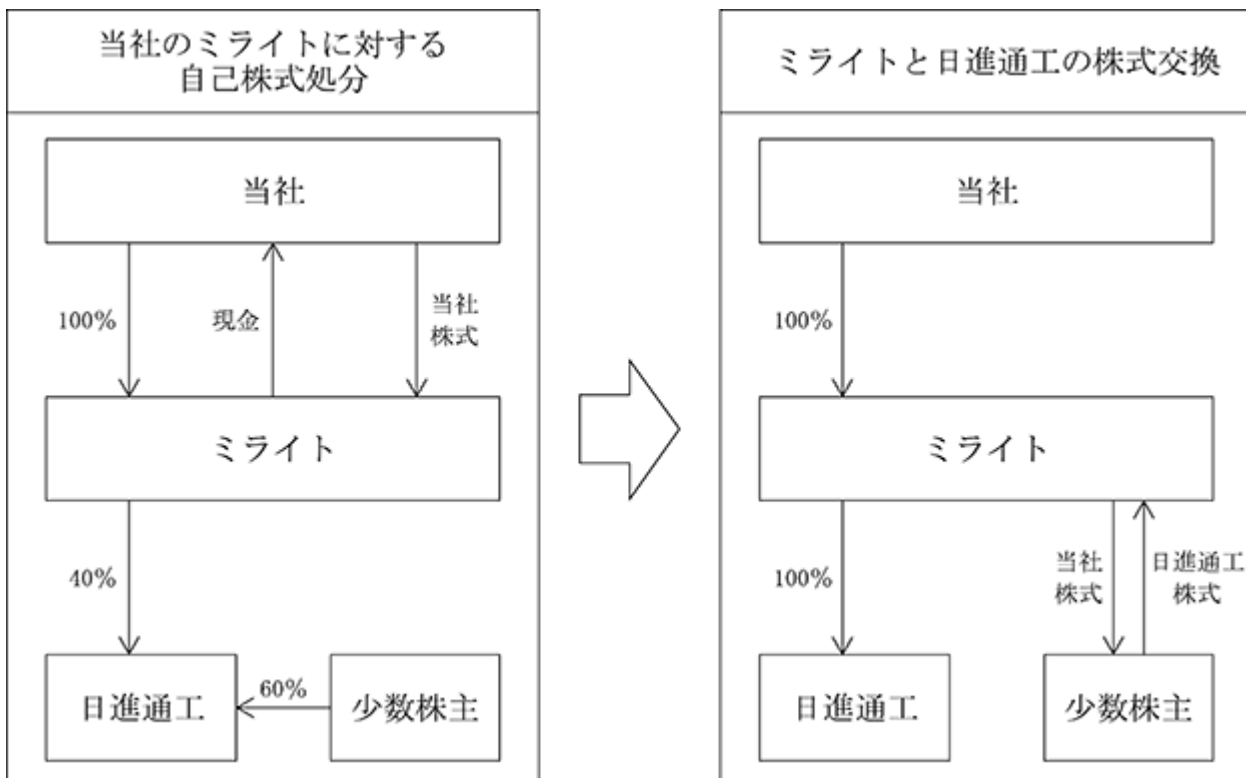 当社のミライトに対する
自己株式処分
当社
100%
現金
当社
株式
ミライト
40%
日進通工
60%
少数株主
ミライトと日進通工の株式交換
当社
100%
ミライト
100%
当社
株式
日進通工
株式
日進通工
少数株主